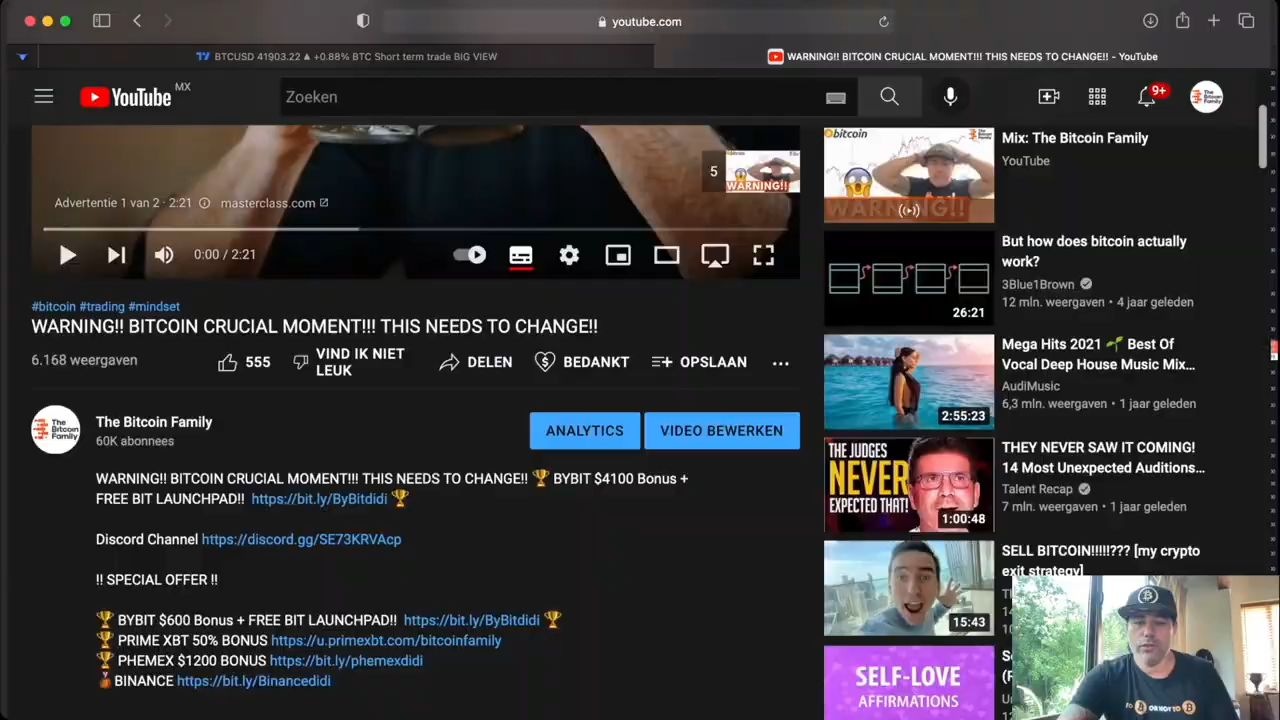 youtube.com
BTCUSD 41903.22 ▲ +0.88% BTC Short term trade BIG VIEW
WARNING!! BITCOIN CRUCIAL MOMENT!!! THIS NEEDS TO CHANGE!! - YouTube
YouTube MX
Zoeken
9+
The Bitcoin Family
5
WARNING!!
Advertentie 1 van 2 · 2:21 masterclass.com
0:00 / 2:21
#bitcoin #trading #mindset
WARNING!! BITCOIN CRUCIAL MOMENT!!! THIS NEEDS TO CHANGE!!
6.168 weergaven
555
VIND IK NIET
LEUK
DELEN
BEDANKT
OPSLAAN
The Bitcoin Family
The Bitcoin Family
60K abonnees
ANALYTICS
VIDEO BEWERKEN
WARNING!! BITCOIN CRUCIAL MOMENT!!! THIS NEEDS TO CHANGE!! 🏆 BYBIT $4100 Bonus +
FREE BIT LAUNCHPAD!! https://bit.ly/ByBitdidi 🏆
Discord Channel https://discord.gg/SE73KRVAcp
!! SPECIAL OFFER !!
🏆 BYBIT $600 Bonus + FREE BIT LAUNCHPAD!! https://bit.ly/ByBitdidi 🏆
🏆 PRIME XBT 50% BONUS https://u.primexbt.com/bitcoinfamily
🏆 PHEMEX $1200 BONUS https://bit.ly/phemexdidi
🏅BINANCE https://bit.ly/Binancedidi
bitcoin
WARNING!!
Mix: The Bitcoin Family
YouTube
26:21
But how does bitcoin actually
work?
3Blue1Brown
12 mln. weergaven · 4 jaar geleden
2:55:23
Mega Hits 2021 🌱 Best Of
Vocal Deep House Music Mix...
AudiMusic
6,3 mln. weergaven · 1 jaar geleden
THE JUDGES
NEVER
EXPECTED THAT!
1:00:48
THEY NEVER SAW IT COMING!
14 Most Unexpected Auditions...
Talent Recap
7 mln. weergaven · 1 jaar geleden
15:43
SELL BITCOIN!!!!!??? [my crypto
exit strategy]
SELF-LOVE
AFFIRMATIONS